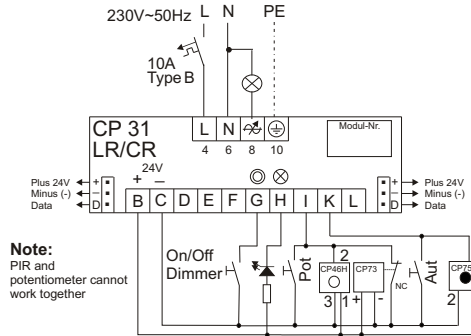 230V~50Hz L N PE
10A
Type B
CP 31
LR/CR
L N
4 6 8 10
Modul-Nr.
24V
+ –
Plus 24V
Minus (-)
Data
+
–
D
B C D E F G H I K L
+
–
D
Plus 24V
Minus (-)
Data
Note:
PIR and
potentiometer cannot
work together
On/Off
Dimmer
Pot
2
CP46H
3 1
CP73
+ -
NC
Aut
CP75
2